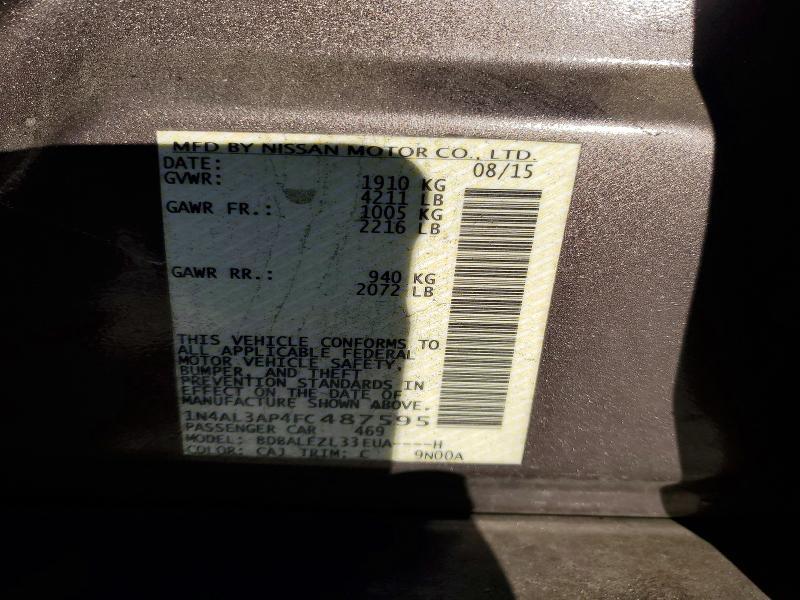 MFD BY NISSAN MOTOR CO., LTD.
DATE: 08/15
GVWR: 1910 KG
4211 LB
GAWR FR.: 1005 KG
2216 LB
GAWR RR.: 940 KG
2072 LB
THIS VEHICLE CONFORMS TO
ALL APPLICABLE FEDERAL
MOTOR VEHICLE SAFETY,
BUMPER, AND THEFT
PREVENTION STANDARDS IN
EFFECT ON THE DATE OF
MANUFACTURE SHOWN ABOVE.
1N4AL3AP4FC487595
PASSENGER CAR 469
MODEL: BDBALEZL33EUA----H
COLOR: CAJ TRIM: C 9N00A